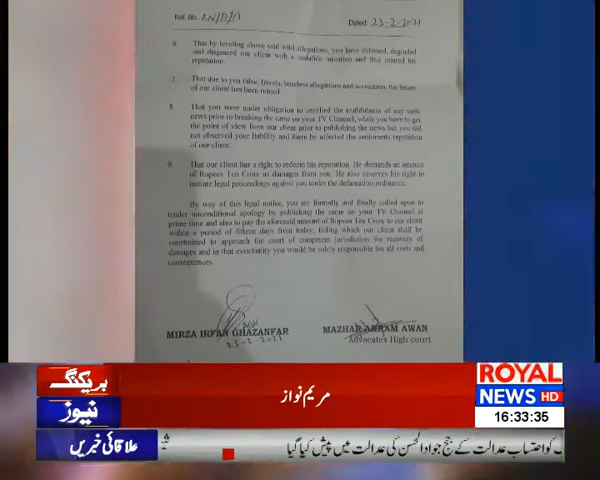 Ref. No. LN/D/11
Dated: 23-2-2021
6. That by leveling above said wild allegations, you have defamed, degraded
and disgraced our client with a malafide intention and thus ruined his
reputation.
7. That due to you false, frivols, baseless allegations and accusation, the future
of our client has been ruined
8. That you were under obligation to certified the truthfulness of any such
news prior to breaking the same on your TV Channel, while you have to get
the point of view from our client prior to publishing the news but you did
not observed your liability and there by affected the sentiments reputation
of our client.
9. That our client has a right to redeem his reputation. He demands an amount
of Rupees Ten Crore as damages from you. He also reserves his right to
initiate legal proceedings against you under the defamation ordinance.
By way of this legal notice, you are formally and finally called upon to
tender unconditional apology by publishing the same on your TV Channel at
prime time and also to pay the aforesaid amount of Rupees Ten Crore to our client
within a period of fifteen days from today, failing which our client shall be
constrained to approach the court of competent jurisdiction for recovery of
damages and in that eventuality you would be solely responsible for all costs and
consequences.
MIRZA IRFAN GHAZANFAR
23-2-2021
MAZHAR AKRAM AWAN
Advocates High court
بریکنگ
نیوز
مریم نواز
ROYAL
NEWS HD
16:33:35
علاقائی خبریں
کو احتساب عدالت کے جج جواد الحسن کی عدالت میں پیش کیا گیا